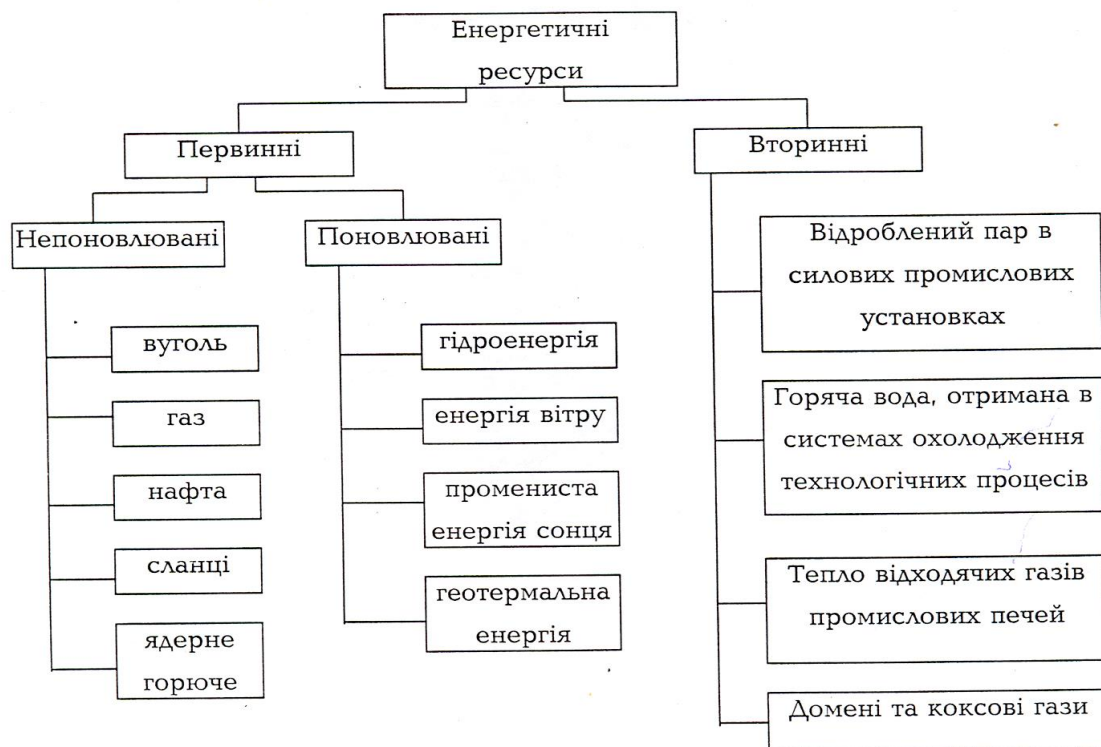 Енергетичні
ресурси
Первинні
Вторинні
Непоновлювані
Поновлювані
вуголь
газ
нафта
сланці
ядерне
горюче
гідроенергія
енергія вітру
промениста
енергія сонця
геотермальна
енергія
Відроблений пар в
силових промислових
установках
Горяча вода, отримана в
системах охолодження
технологічних процесів
Тепло відходячих газів
промислових печей
Домені та коксові гази